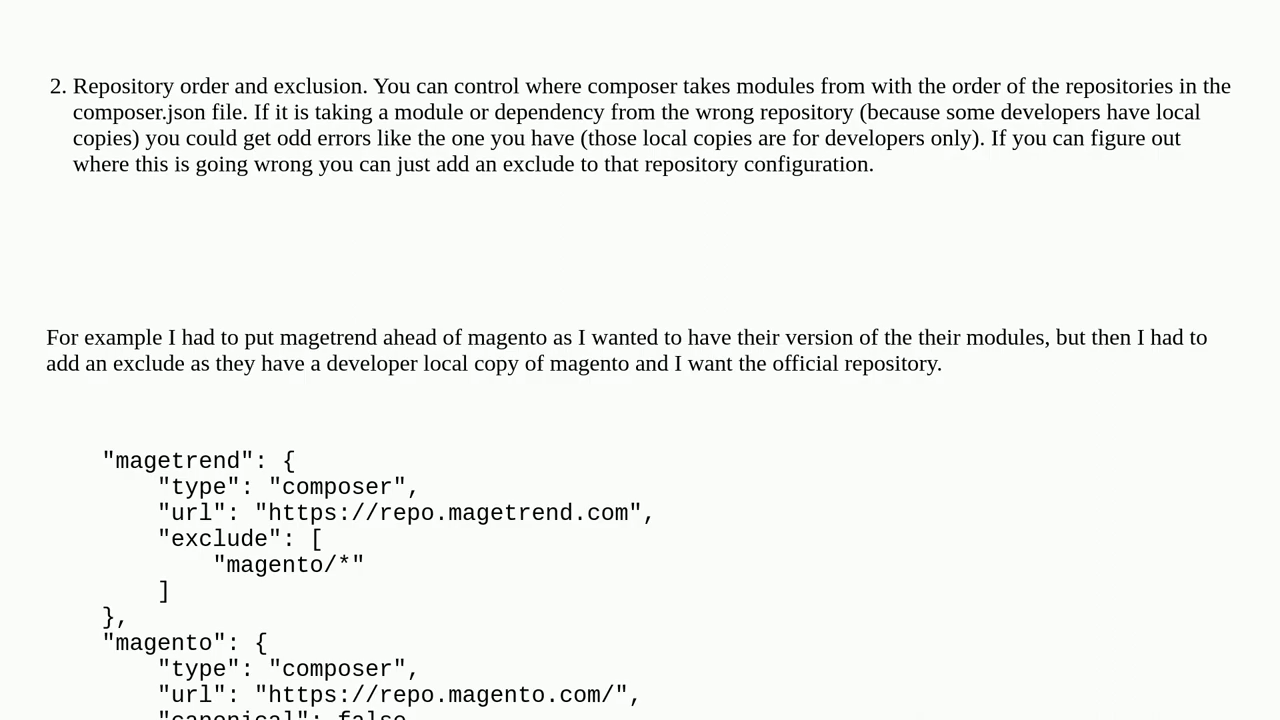 2. Repository order and exclusion. You can control where composer takes modules from with the order of the repositories in the
composer.json file. If it is taking a module or dependency from the wrong repository (because some developers have local
copies) you could get odd errors like the one you have (those local copies are for developers only). If you can figure out
where this is going wrong you can just add an exclude to that repository configuration.
For example I had to put magetrend ahead of magento as I wanted to have their version of the their modules, but then I had to
add an exclude as they have a developer local copy of magento and I want the official repository.
"magetrend": {
"type": "composer",
"url": "https://repo.magetrend.com",
"exclude": [
"magento/*"
]
},
"magento": {
"type": "composer",
"url": "https://repo.magento.com/",
"canonical": false